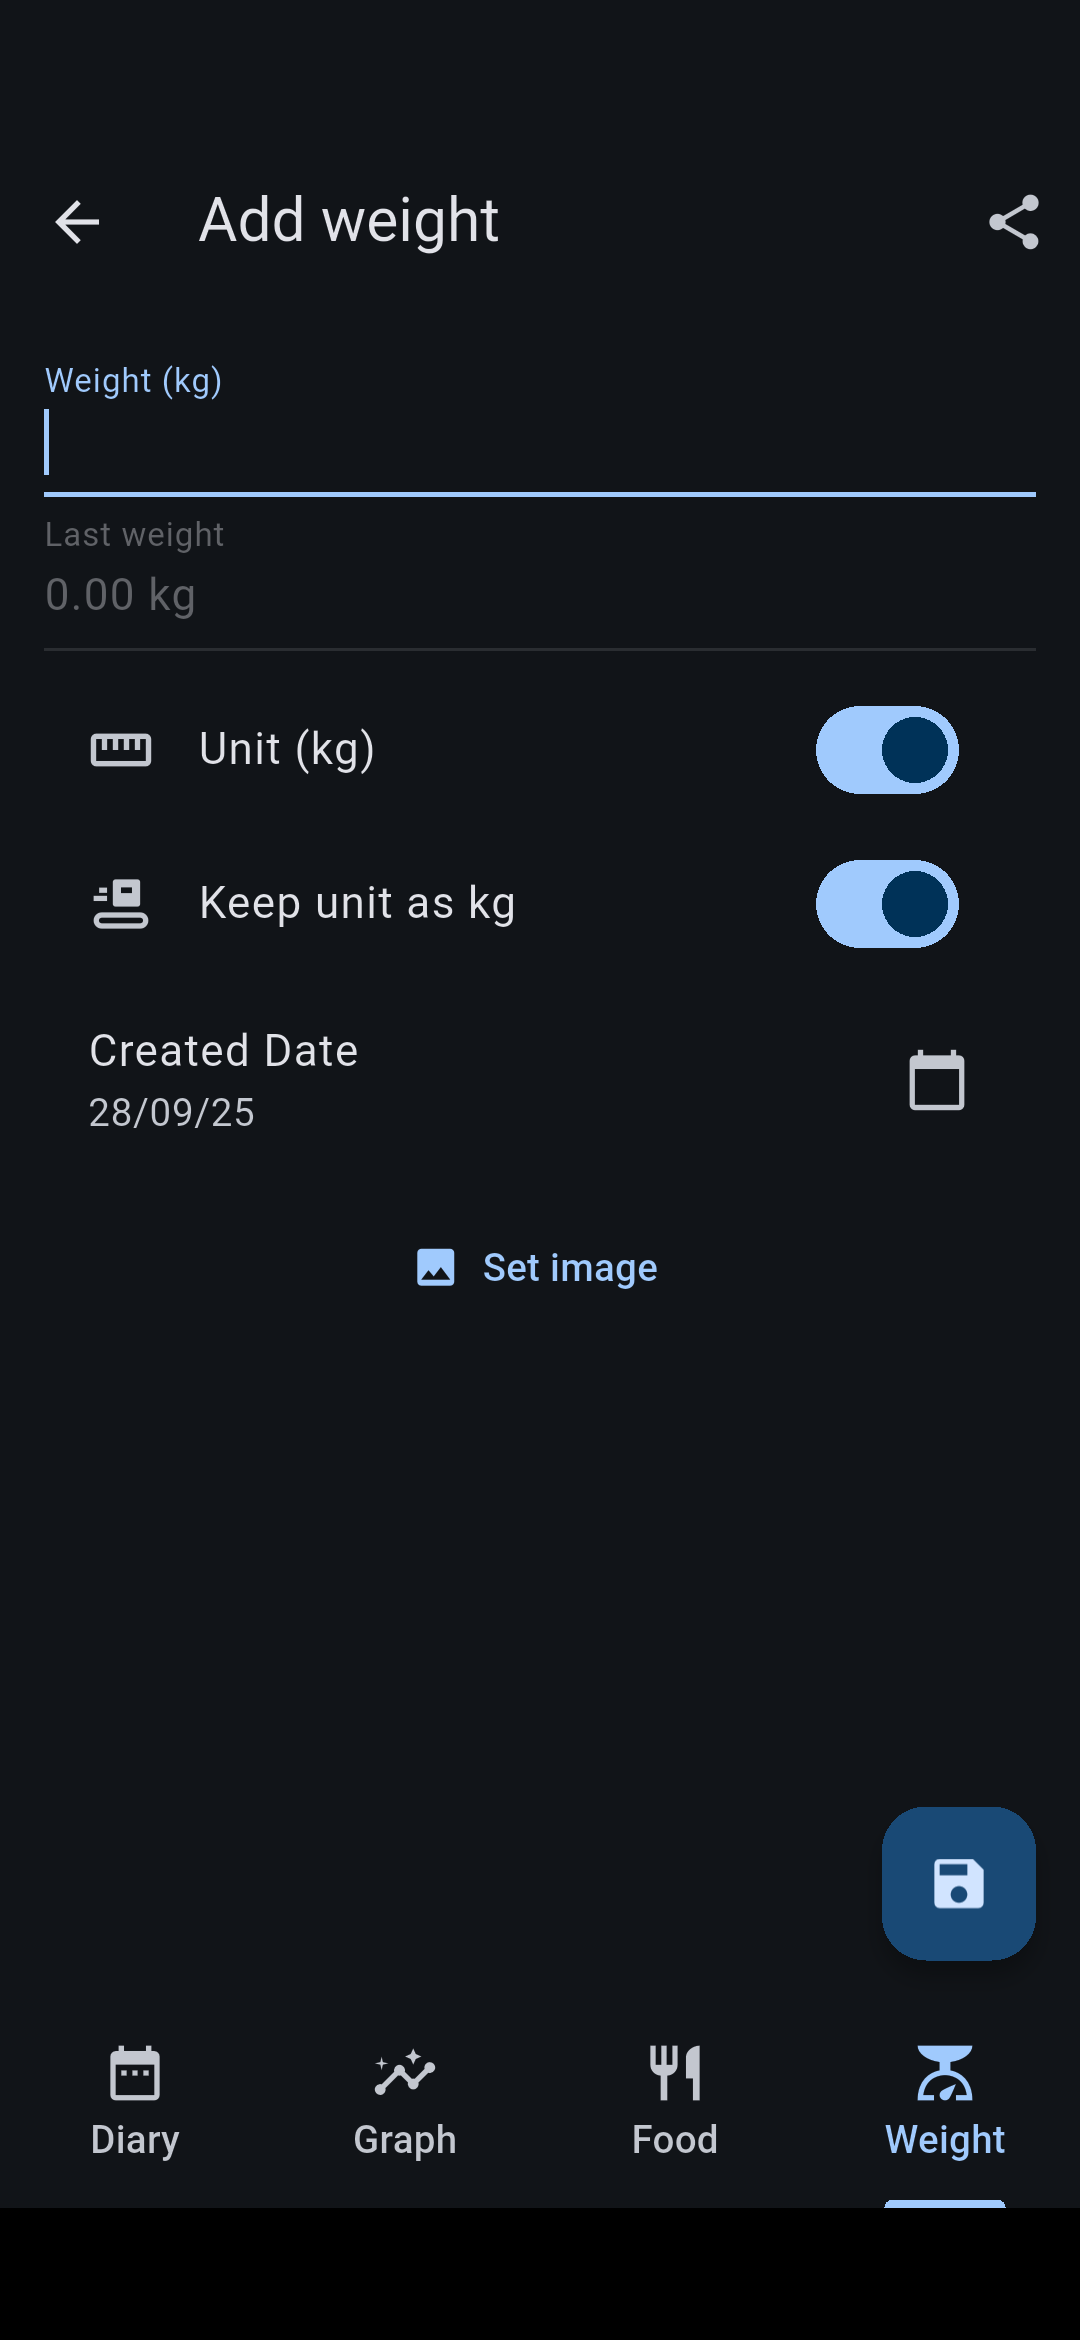 Add weight
Weight (kg)
Last weight
0.00 kg
Unit (kg)
Keep unit as kg
Created Date
28/09/25
Set image
Diary
Graph
Food
Weight